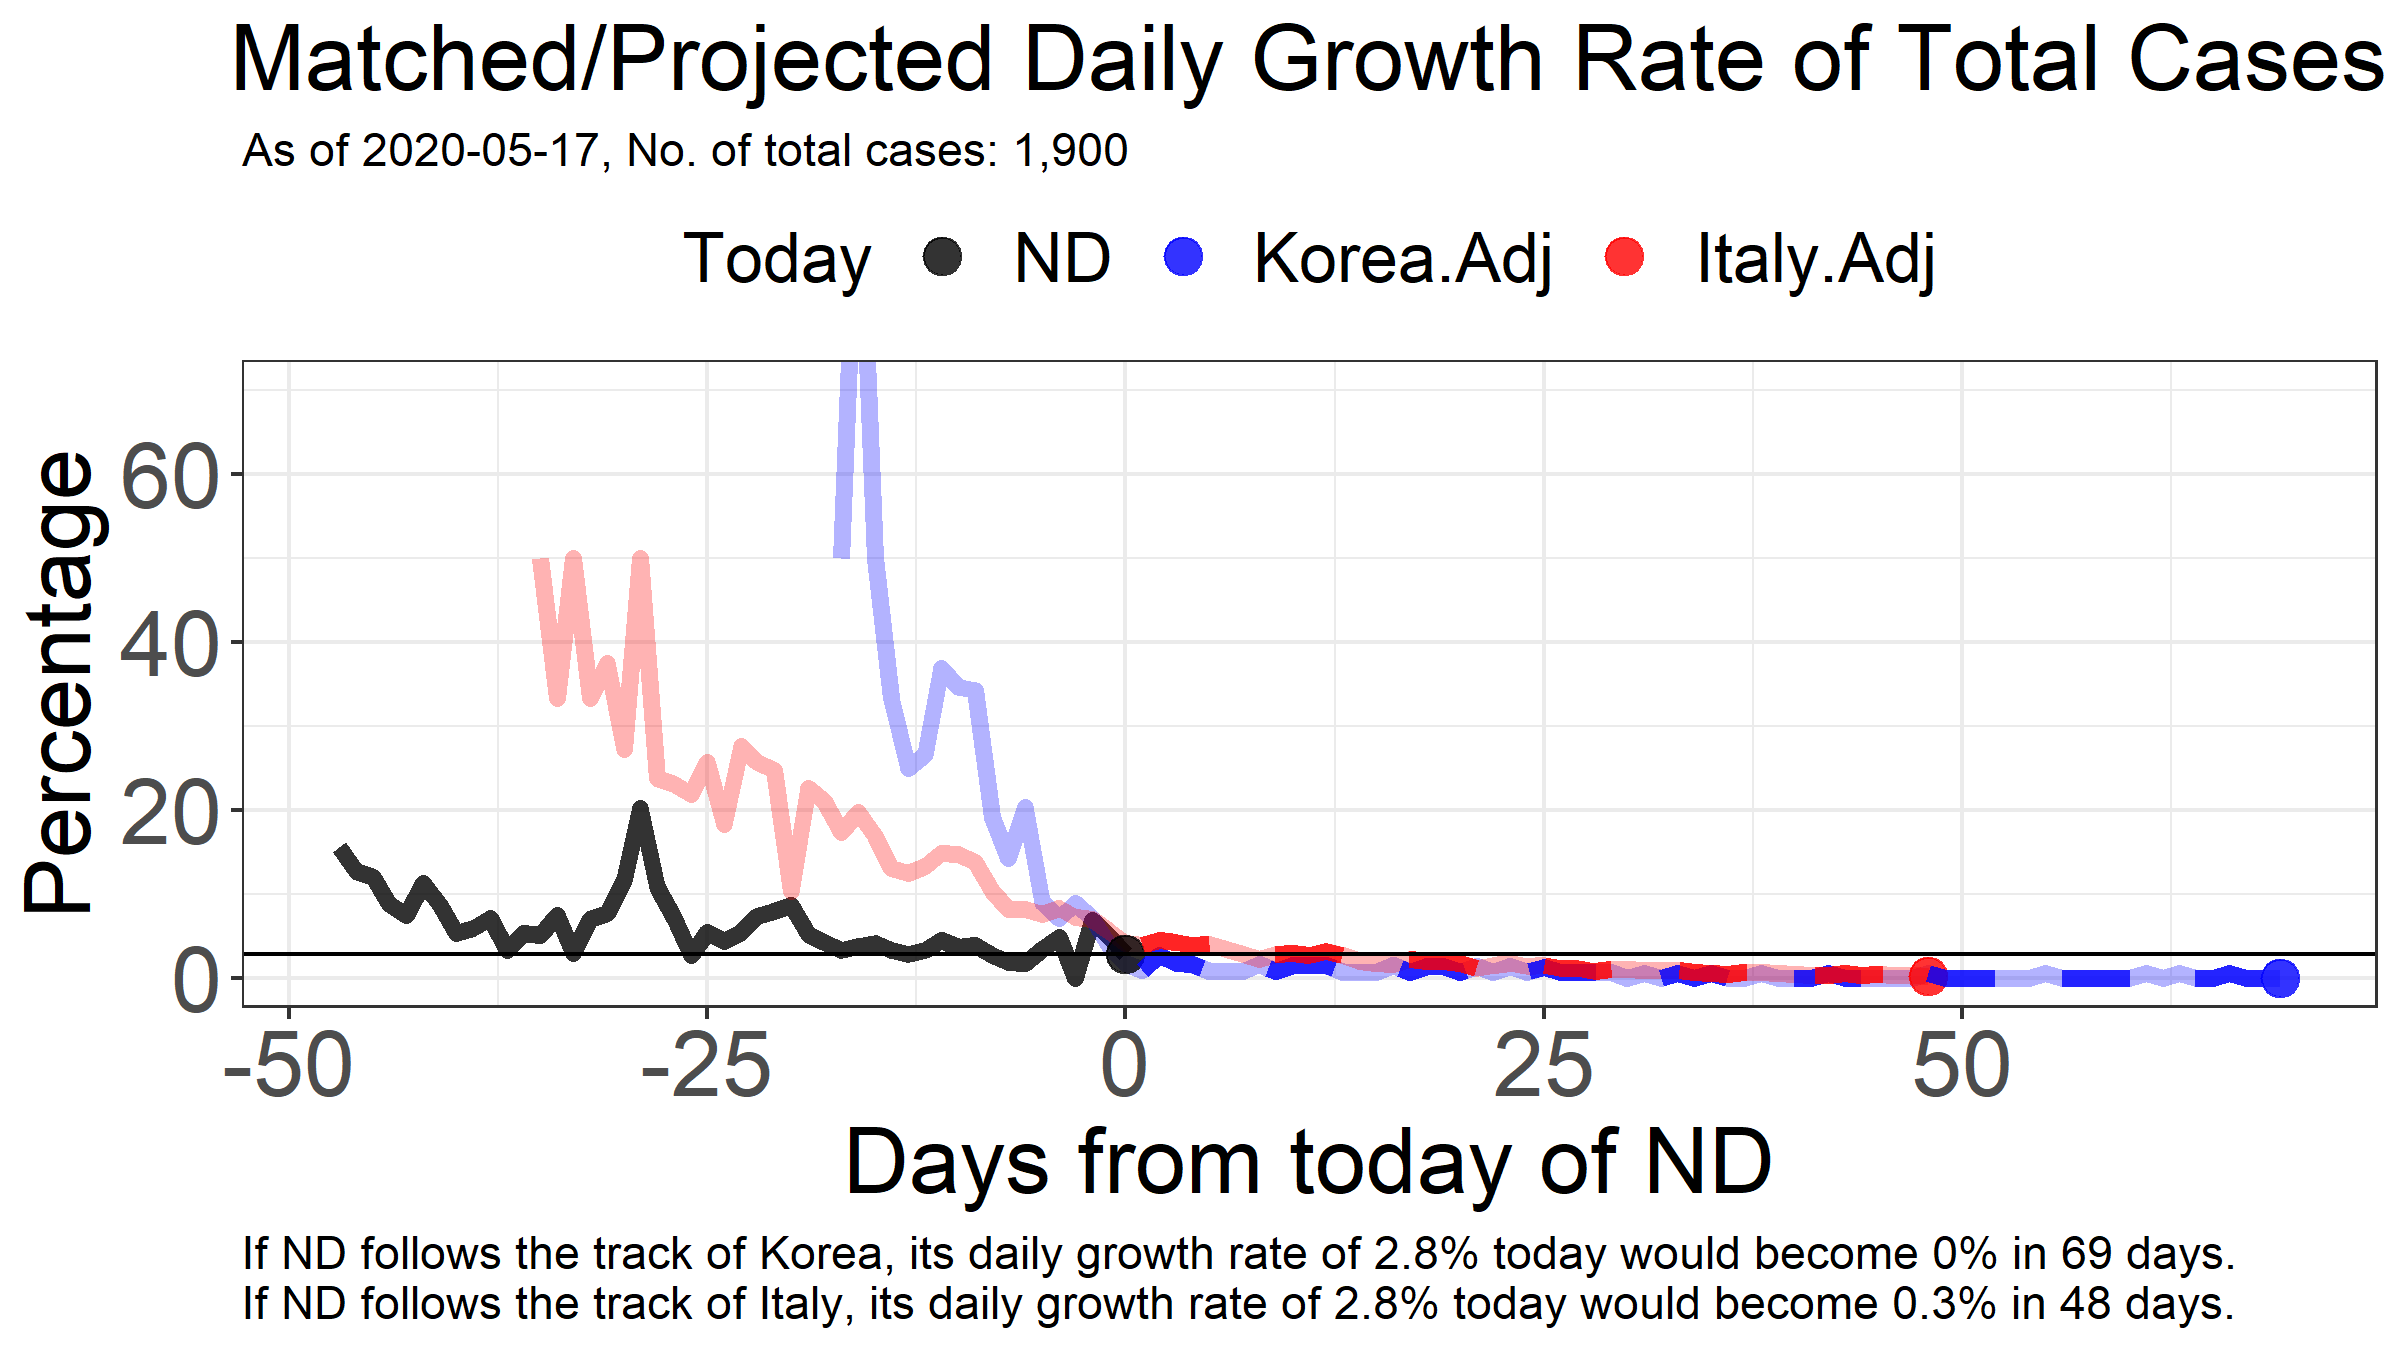 Matched/Projected Daily Growth Rate of Total Cases
As of 2020-05-17, No. of total cases: 1,900
Today ND Korea.Adj Italy.Adj
Percentage
60
40
20
0
-50 -25 0 25 50
Days from today of ND
If ND follows the track of Korea, its daily growth rate of 2.8% today would become 0% in 69 days.
If ND follows the track of Italy, its daily growth rate of 2.8% today would become 0.3% in 48 days.